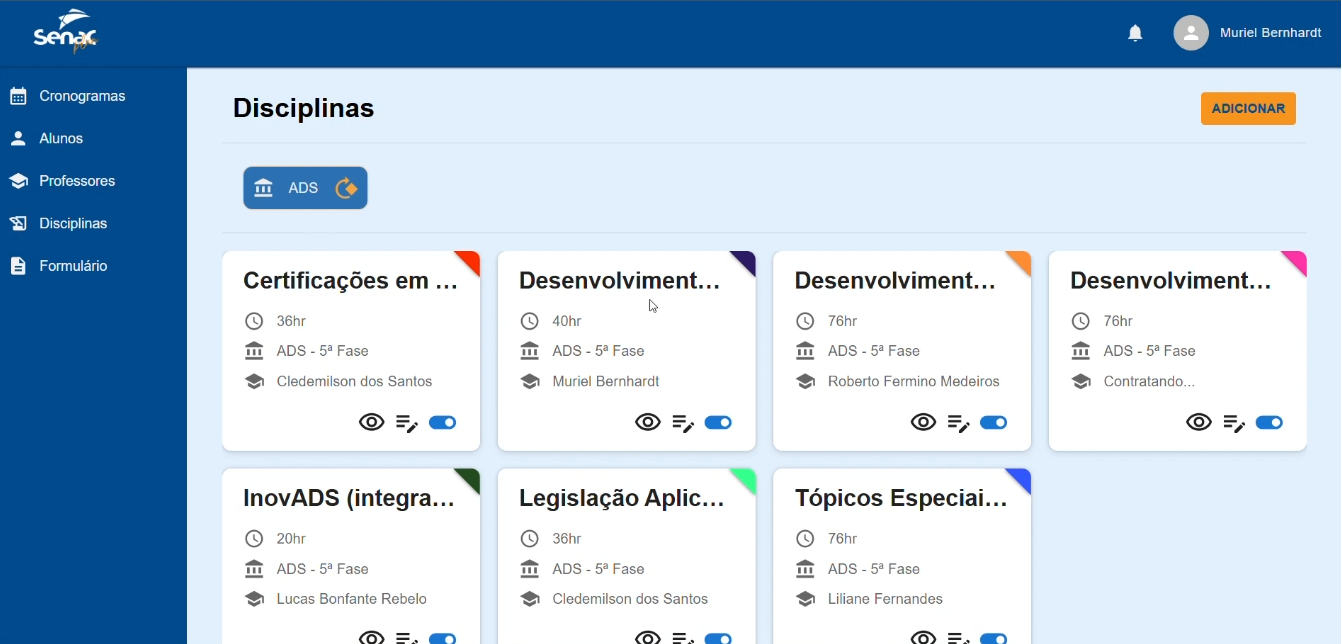 Senac
Muriel Bernhardt
Cronogramas
Alunos
Professores
Disciplinas
Formulário
Disciplinas
ADICIONAR
ADS
Certificações em ...
36hr
ADS - 5ª Fase
Cledemilson dos Santos
Desenvolviment...
40hr
ADS - 5ª Fase
Muriel Bernhardt
Desenvolviment...
76hr
ADS - 5ª Fase
Roberto Fermino Medeiros
Desenvolviment...
76hr
ADS - 5ª Fase
Contratando...
InovADS (integra...
20hr
ADS - 5ª Fase
Lucas Bonfante Rebelo
Legislação Aplic...
36hr
ADS - 5ª Fase
Cledemilson dos Santos
Tópicos Especiai...
76hr
ADS - 5ª Fase
Liliane Fernandes